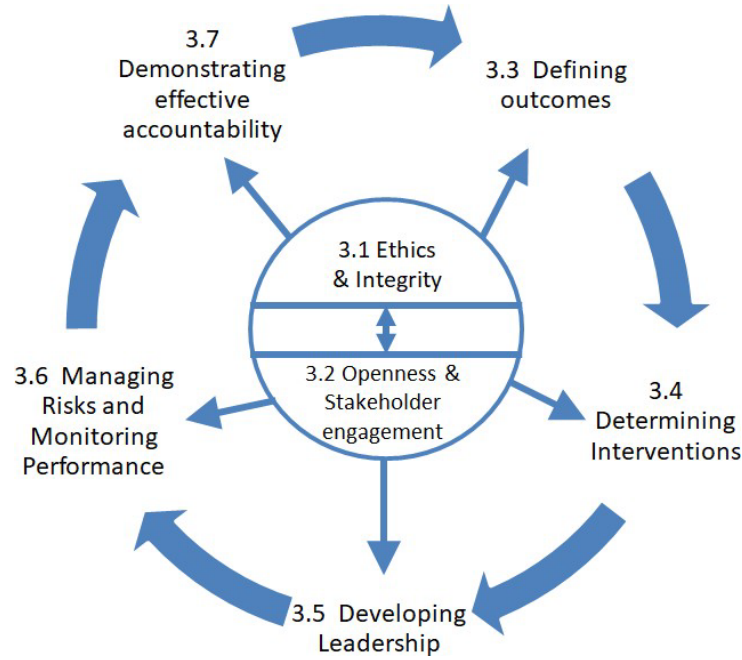 3.7
Demonstrating
effective
accountability
3.3 Defining
outcomes
3.1 Ethics
& Integrity
3.2 Openness &
Stakeholder
engagement
3.6 Managing
Risks and
Monitoring
Performance
3.4
Determining
Interventions
3.5 Developing
Leadership